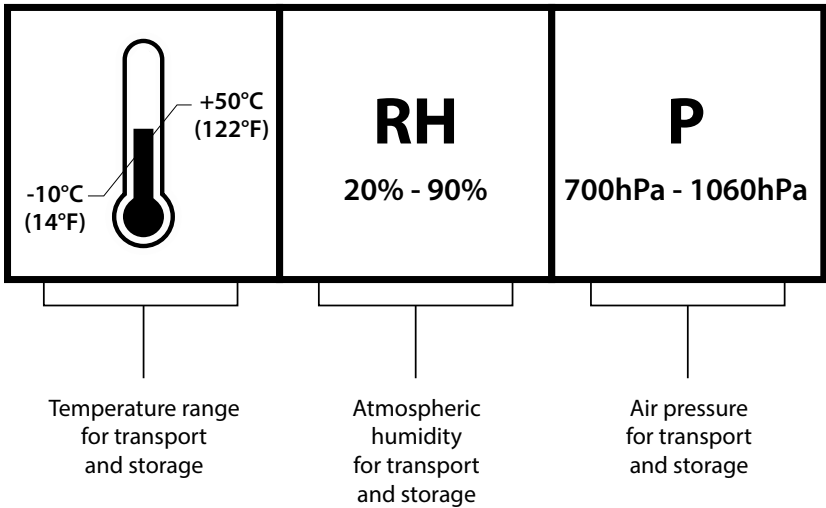 +50°C
(122°F)
-10°C
(14°F)
RH
20% - 90%
P
700hPa - 1060hPa
Temperature range
for transport
and storage
Atmospheric
humidity
for transport
and storage
Air pressure
for transport
and storage